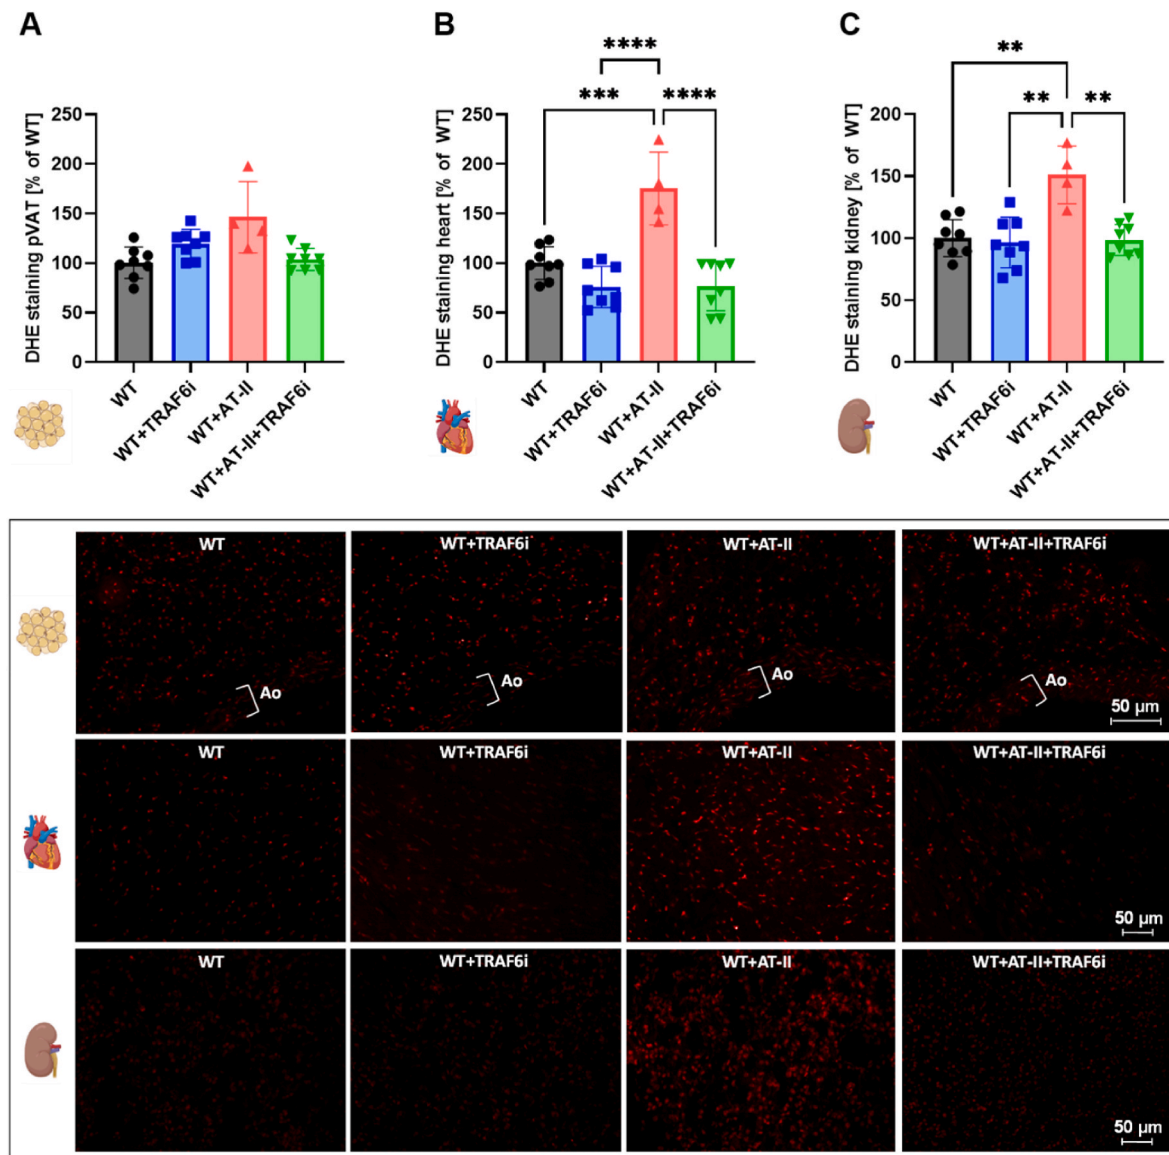 A
B
C
DHE staining pVAT [% of WT]
250
200
150
100
50
0
WT
WT+TRAF6i
WT+AT-II
WT+AT-II+TRAF6i
****
***
****
DHE staining heart [% of WT]
250
200
150
100
50
0
WT
WT+TRAF6i
WT+AT-II
WT+AT-II+TRAF6i
**
**
**
DHE staining kidney [% of WT]
200
150
100
50
0
WT
WT+TRAF6i
WT+AT-II
WT+AT-II+TRAF6i
WT
WT+TRAF6i
WT+AT-II
WT+AT-II+TRAF6i
Ao
Ao
Ao
Ao
50 µm
WT
WT+TRAF6i
WT+AT-II
WT+AT-II+TRAF6i
50 µm
WT
WT+TRAF6i
WT+AT-II
WT+AT-II+TRAF6i
50 µm